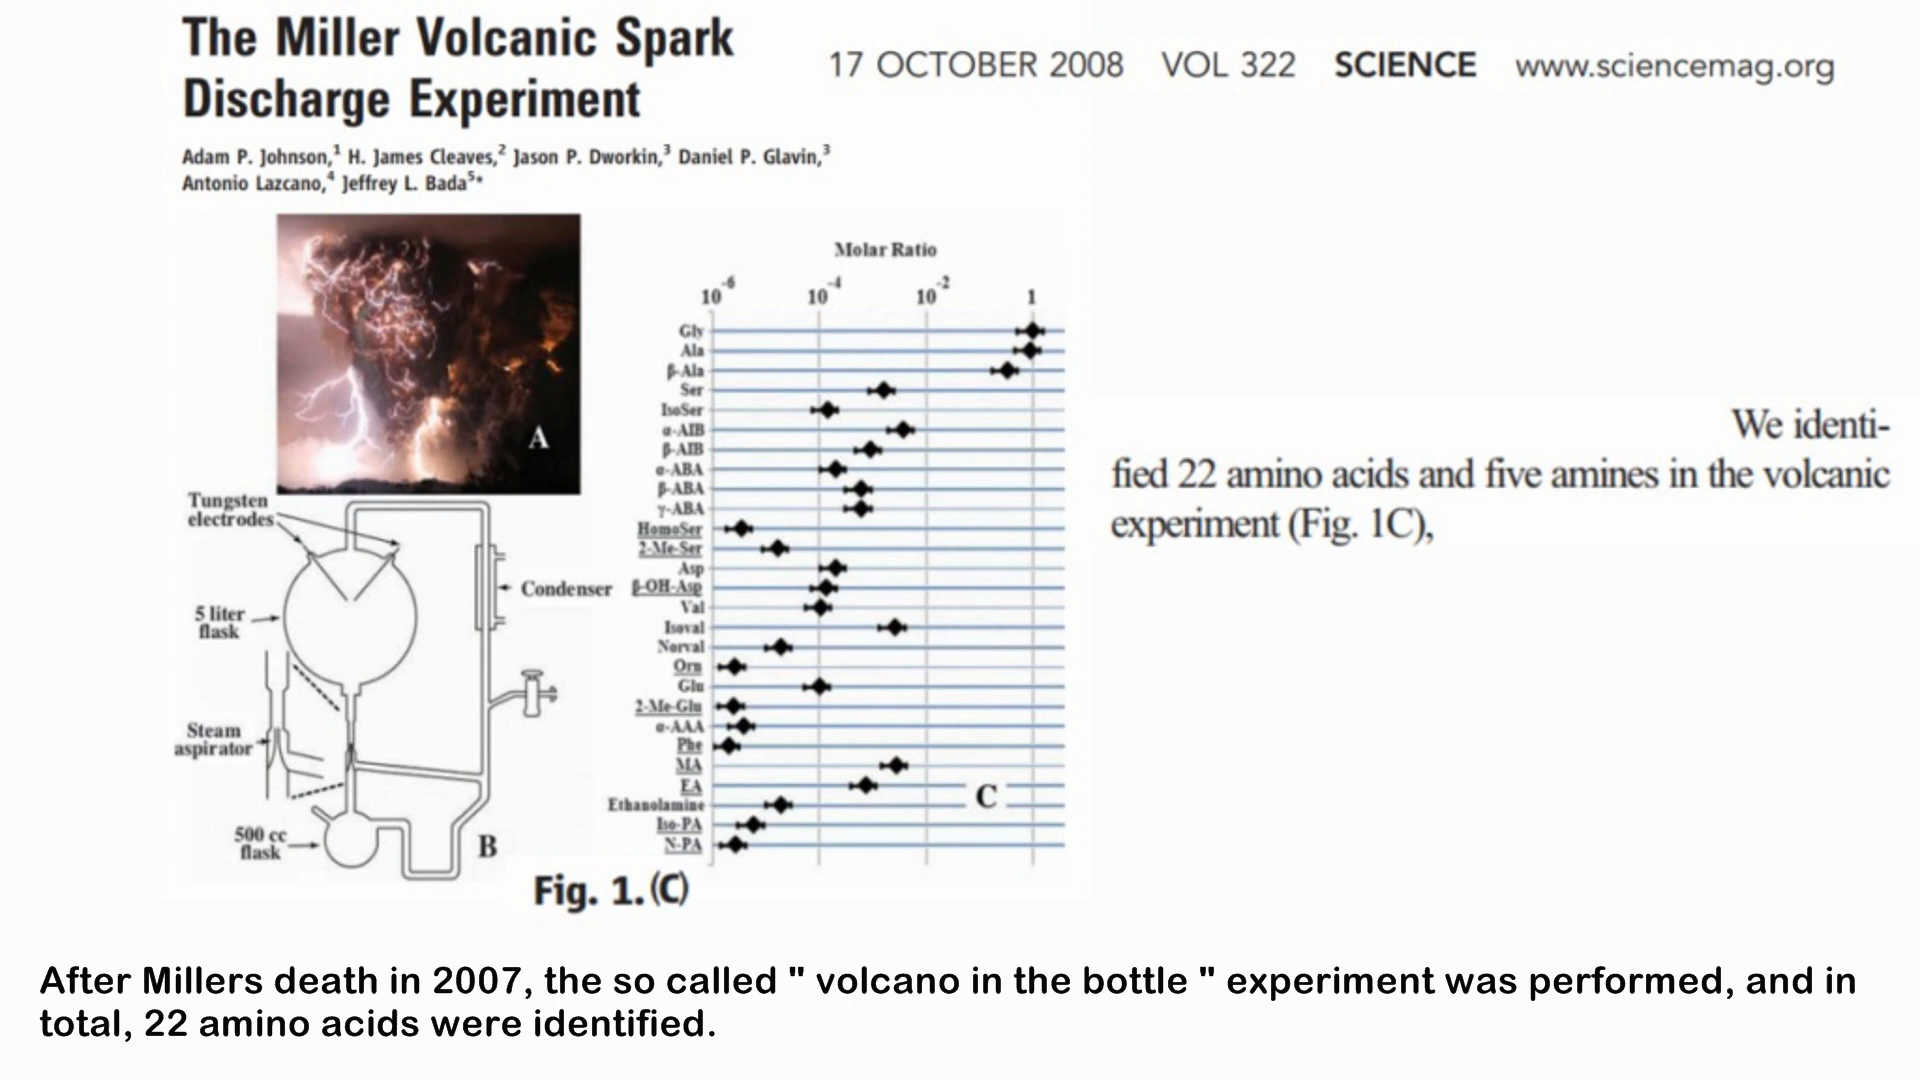 The Miller Volcanic Spark
Discharge Experiment
17 OCTOBER 2008 VOL 322 SCIENCE www.sciencemag.org
Adam P. Johnson,1 H. James Cleaves,2 Jason P. Dworkin,3 Daniel P. Glavin,3
Antonio Lazcano,4 Jeffrey L. Bada5*
A
Tungsten
electrodes
5 liter
flask
Condenser
Steam
aspirator
500 cc
flask
B
Molar Ratio
10-6 10-4 10-2 1
Gly
Ala
β-Ala
Ser
IsoSer
α-AIB
β-AIB
α-ABA
β-ABA
γ-ABA
HomoSer
2-Me-Ser
Asp
β-OH-Asp
Val
Isoval
Norval
Orn
Glu
2-Me-Glu
α-AAA
Phe
MA
EA
Ethanolamine
Iso-PA
N-PA
C
Fig. 1. (C)
We identi-
fied 22 amino acids and five amines in the volcanic
experiment (Fig. 1C),
After Millers death in 2007, the so called " volcano in the bottle " experiment was performed, and in
total, 22 amino acids were identified.